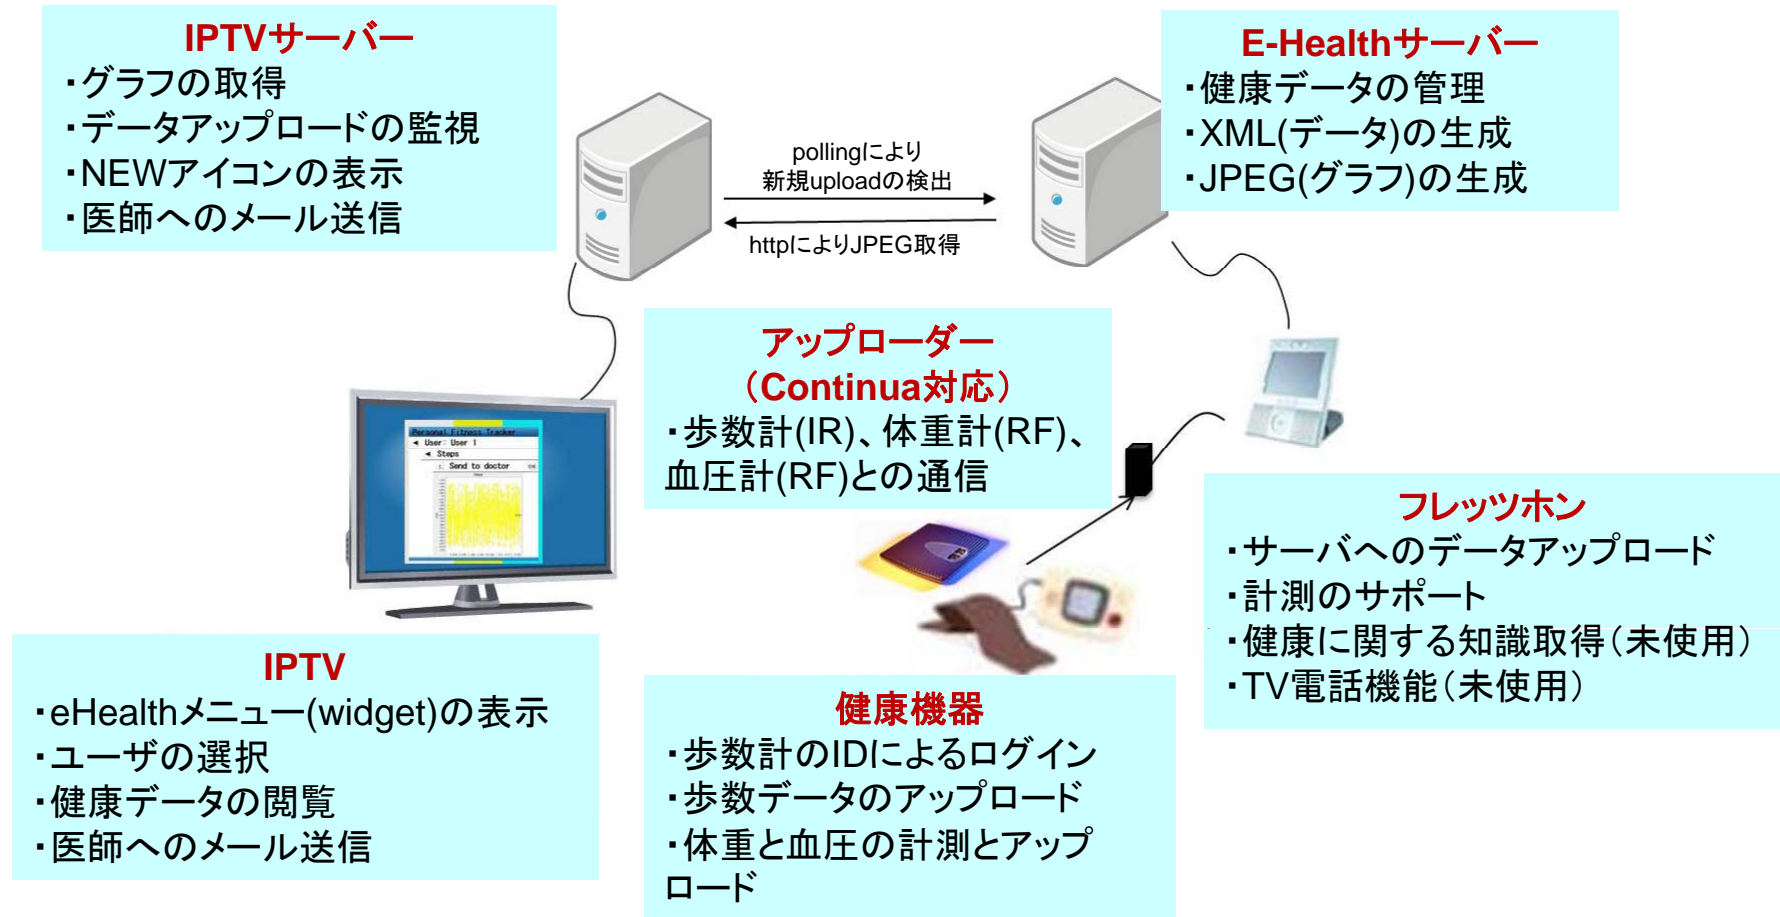 IPTVサーバー
・グラフの取得
・データアップロードの監視
・NEWアイコンの表示
・医師へのメール送信
E-Healthサーバー
・健康データの管理
・XML(データ)の生成
・JPEG(グラフ)の生成
pollingにより
新規uploadの検出
httpによりJPEG取得
アップローダー
（Continua対応）
・歩数計(IR)、体重計(RF)、
血圧計(RF)との通信
Personal Fitness Tracker
◄ User: User 1
◄ Steps
1. Send to doctor
フレッツホン
・サーバへのデータアップロード
・計測のサポート
・健康に関する知識取得（未使用）
・TV電話機能（未使用）
IPTV
・eHealthメニュー(widget)の表示
・ユーザの選択
・健康データの閲覧
・医師へのメール送信
健康機器
・歩数計のIDによるログイン
・歩数データのアップロード
・体重と血圧の計測とアップ
ロード